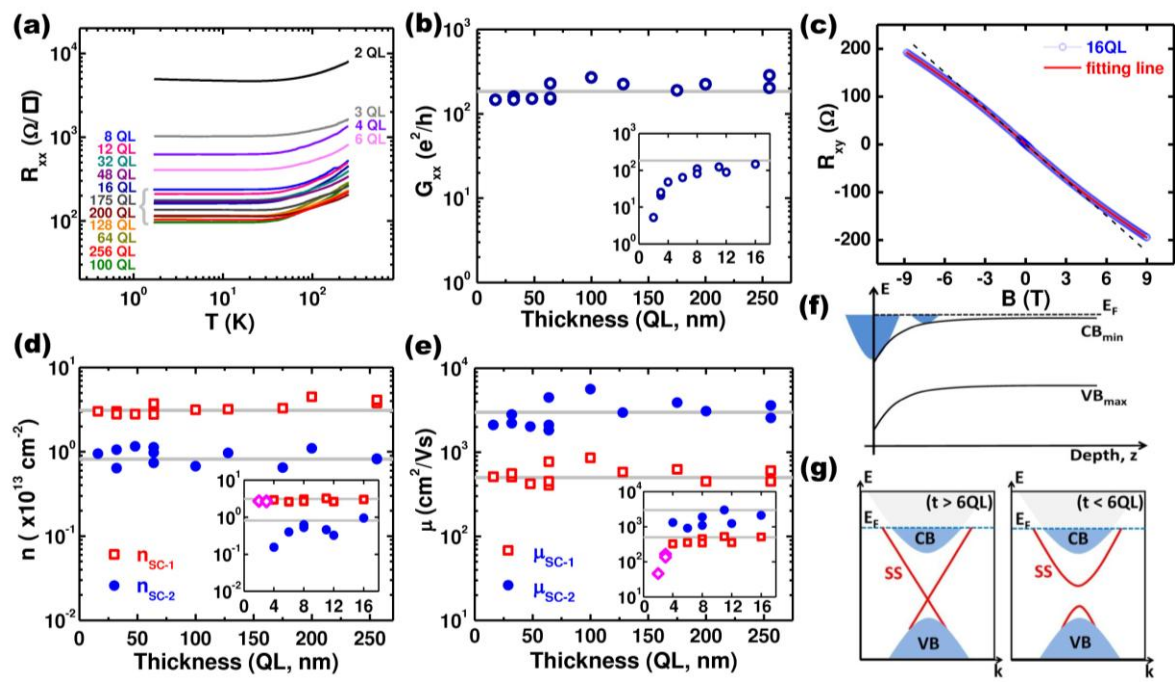 (a)
10⁴
10³
10²
Rxx (Ω/□)
2 QL
3 QL
4 QL
6 QL
8 QL
12 QL
32 QL
48 QL
16 QL
175 QL
200 QL
128 QL
64 QL
256 QL
100 QL
10⁰ 10¹ 10²
T (K)
(b)
10³
10²
10¹
10⁰
Gxx (e²/h)
10³
10²
10¹
10⁰
0 4 8 12 16
0 50 100 150 200 250
Thickness (QL, nm)
(c)
200
100
0
-100
-200
Rxy (Ω)
16QL
fitting line
-9 -6 -3 0 3 6 9
B (T)
(d)
10¹
10⁰
10⁻¹
10⁻²
n ( x10¹³ cm⁻²)
nSC-1
nSC-2
10¹
10⁰
10⁻¹
10⁻²
0 4 8 12 16
0 50 100 150 200 250
Thickness (QL, nm)
(e)
10⁴
10³
10²
10¹
μ (cm²/Vs)
μSC-1
μSC-2
10⁴
10³
10²
10¹
0 4 8 12 16
0 50 100 150 200 250
Thickness (QL, nm)
(f)
E
EF
CBmin
VBmax
Depth, z
(g)
E
EF
(t > 6QL)
CB
SS
VB
k
E
EF
(t < 6QL)
CB
SS
VB
k